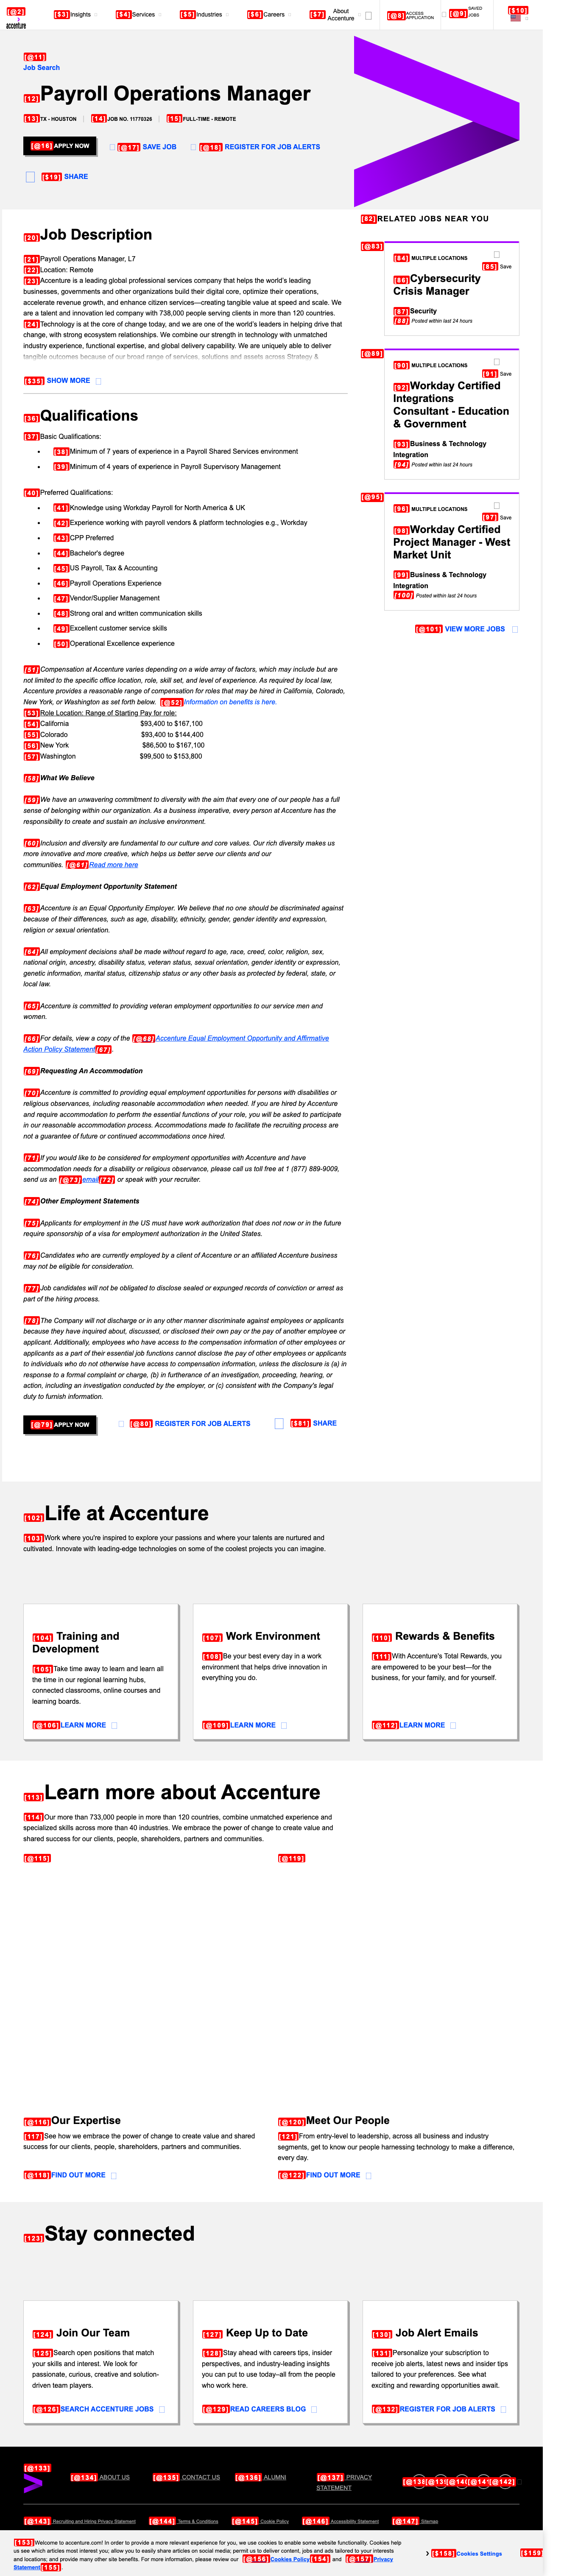 [@2] accenture
[$3] Insights
[$4] Services
[$5] Industries
[$6] Careers
[$7] About Accenture
[@8] ACCESS APPLICATION
[@9] SAVED JOBS
[$10]
[@11]
Job Search
[12] Payroll Operations Manager
[13] TX - HOUSTON | [14] JOB NO. 11770326 | [15] FULL-TIME - REMOTE
[@16] APPLY NOW [@17] SAVE JOB [@18] REGISTER FOR JOB ALERTS
[$19] SHARE
[20] Job Description
[21] Payroll Operations Manager, L7
[22] Location: Remote
[23] Accenture is a leading global professional services company that helps the world's leading
businesses, governments and other organizations build their digital core, optimize their operations,
accelerate revenue growth, and enhance citizen services—creating tangible value at speed and scale. We
are a talent and innovation led company with 738,000 people serving clients in more than 120 countries.
[24] Technology is at the core of change today, and we are one of the world's leaders in helping drive that
change, with strong ecosystem relationships. We combine our strength in technology with unmatched
industry experience, functional expertise, and global delivery capability. We are uniquely able to deliver
tangible outcomes because of our broad range of services, solutions and assets across Strategy &
[$35] SHOW MORE
[36] Qualifications
[37] Basic Qualifications:
• [38] Minimum of 7 years of experience in a Payroll Shared Services environment
• [39] Minimum of 4 years of experience in Payroll Supervisory Management
[40] Preferred Qualifications:
• [41] Knowledge using Workday Payroll for North America & UK
• [42] Experience working with payroll vendors & platform technologies e.g., Workday
• [43] CPP Preferred
• [44] Bachelor's degree
• [45] US Payroll, Tax & Accounting
• [46] Payroll Operations Experience
• [47] Vendor/Supplier Management
• [48] Strong oral and written communication skills
• [49] Excellent customer service skills
• [50] Operational Excellence experience
[51] Compensation at Accenture varies depending on a wide array of factors, which may include but are
not limited to the specific office location, role, skill set, and level of experience. As required by local law,
Accenture provides a reasonable range of compensation for roles that may be hired in California, Colorado,
New York, or Washington as set forth below. [@52] Information on benefits is here.
[53] Role Location: Range of Starting Pay for role:
[54] California $93,400 to $167,100
[55] Colorado $93,400 to $144,400
[56] New York $86,500 to $167,100
[57] Washington $99,500 to $153,800
[58] What We Believe
[59] We have an unwavering commitment to diversity with the aim that every one of our people has a full
sense of belonging within our organization. As a business imperative, every person at Accenture has the
responsibility to create and sustain an inclusive environment.
[60] Inclusion and diversity are fundamental to our culture and core values. Our rich diversity makes us
more innovative and more creative, which helps us better serve our clients and our
communities. [@61] Read more here
[62] Equal Employment Opportunity Statement
[63] Accenture is an Equal Opportunity Employer. We believe that no one should be discriminated against
because of their differences, such as age, disability, ethnicity, gender, gender identity and expression,
religion or sexual orientation.
[64] All employment decisions shall be made without regard to age, race, creed, color, religion, sex,
national origin, ancestry, disability status, veteran status, sexual orientation, gender identity or expression,
genetic information, marital status, citizenship status or any other basis as protected by federal, state, or
local law.
[65] Accenture is committed to providing veteran employment opportunities to our service men and
women.
[66] For details, view a copy of the [@68] Accenture Equal Employment Opportunity and Affirmative
Action Policy Statement [67].
[69] Requesting An Accommodation
[70] Accenture is committed to providing equal employment opportunities for persons with disabilities or
religious observances, including reasonable accommodation when needed. If you are hired by Accenture
and require accommodation to perform the essential functions of your role, you will be asked to participate
in our reasonable accommodation process. Accommodations made to facilitate the recruiting process are
not a guarantee of future or continued accommodations once hired.
[71] If you would like to be considered for employment opportunities with Accenture and have
accommodation needs for a disability or religious observance, please call us toll free at 1 (877) 889-9009,
send us an [@73] email [72] or speak with your recruiter.
[74] Other Employment Statements
[75] Applicants for employment in the US must have work authorization that does not now or in the future
require sponsorship of a visa for employment authorization in the United States.
[76] Candidates who are currently employed by a client of Accenture or an affiliated Accenture business
may not be eligible for consideration.
[77] Job candidates will not be obligated to disclose sealed or expunged records of conviction or arrest as
part of the hiring process.
[78] The Company will not discharge or in any other manner discriminate against employees or applicants
because they have inquired about, discussed, or disclosed their own pay or the pay of another employee or
applicant. Additionally, employees who have access to the compensation information of other employees or
applicants as a part of their essential job functions cannot disclose the pay of other employees or applicants
to individuals who do not otherwise have access to compensation information, unless the disclosure is (a) in
response to a formal complaint or charge, (b) in furtherance of an investigation, proceeding, hearing, or
action, including an investigation conducted by the employer, or (c) consistent with the Company's legal
duty to furnish information.
[@79] APPLY NOW [@80] REGISTER FOR JOB ALERTS [$81] SHARE
[82] RELATED JOBS NEAR YOU
[@83]
[84] MULTIPLE LOCATIONS
[85] Save
[86] Cybersecurity
Crisis Manager
[87] Security
[88] Posted within last 24 hours
[@89]
[90] MULTIPLE LOCATIONS
[91] Save
[92] Workday Certified
Integrations
Consultant - Education
& Government
[93] Business & Technology
Integration
[94] Posted within last 24 hours
[@95]
[96] MULTIPLE LOCATIONS
[97] Save
[98] Workday Certified
Project Manager - West
Market Unit
[99] Business & Technology
Integration
[100] Posted within last 24 hours
[@101] VIEW MORE JOBS
[102] Life at Accenture
[103] Work where you're inspired to explore your passions and where your talents are nurtured and
cultivated. Innovate with leading-edge technologies on some of the coolest projects you can imagine.
[104] Training and
Development
[105] Take time away to learn and learn all
the time in our regional learning hubs,
connected classrooms, online courses and
learning boards.
[@106] LEARN MORE
[107] Work Environment
[108] Be your best every day in a work
environment that helps drive innovation in
everything you do.
[@109] LEARN MORE
[110] Rewards & Benefits
[111] With Accenture's Total Rewards, you
are empowered to be your best—for the
business, for your family, and for yourself.
[@112] LEARN MORE
[113] Learn more about Accenture
[114] Our more than 733,000 people in more than 120 countries, combine unmatched experience and
specialized skills across more than 40 industries. We embrace the power of change to create value and
shared success for our clients, people, shareholders, partners and communities.
[@115] [@119]
[@116] Our Expertise
[117] See how we embrace the power of change to create value and shared
success for our clients, people, shareholders, partners and communities.
[@118] FIND OUT MORE
[@120] Meet Our People
[121] From entry-level to leadership, across all business and industry
segments, get to know our people harnessing technology to make a difference,
every day.
[@122] FIND OUT MORE
[123] Stay connected
[124] Join Our Team
[125] Search open positions that match
your skills and interest. We look for
passionate, curious, creative and solution-
driven team players.
[@126] SEARCH ACCENTURE JOBS
[127] Keep Up to Date
[128] Stay ahead with careers tips, insider
perspectives, and industry-leading insights
you can put to use today–all from the people
who work here.
[@129] READ CAREERS BLOG
[130] Job Alert Emails
[131] Personalize your subscription to
receive job alerts, latest news and insider tips
tailored to your preferences. See what
exciting and rewarding opportunities await.
[@132] REGISTER FOR JOB ALERTS
[@133]
[@134] ABOUT US [@135] CONTACT US [@136] ALUMNI [@137] PRIVACY
STATEMENT
[@138] [@139] [@140] [@141] [@142]
[@143] Recruiting and Hiring Privacy Statement [@144] Terms & Conditions [@145] Cookie Policy [@146] Accessibility Statement [@147] Sitemap
[153] Welcome to accenture.com! In order to provide a more relevant experience for you, we use cookies to enable some website functionality. Cookies help
us see which articles most interest you; allow you to easily share articles on social media; permit us to deliver content, jobs and ads tailored to your interests
and locations; and provide many other site benefits. For more information, please review our [@156] Cookies Policy [154] and [@157] Privacy
Statement [155].
[$158] Cookies Settings
[$159